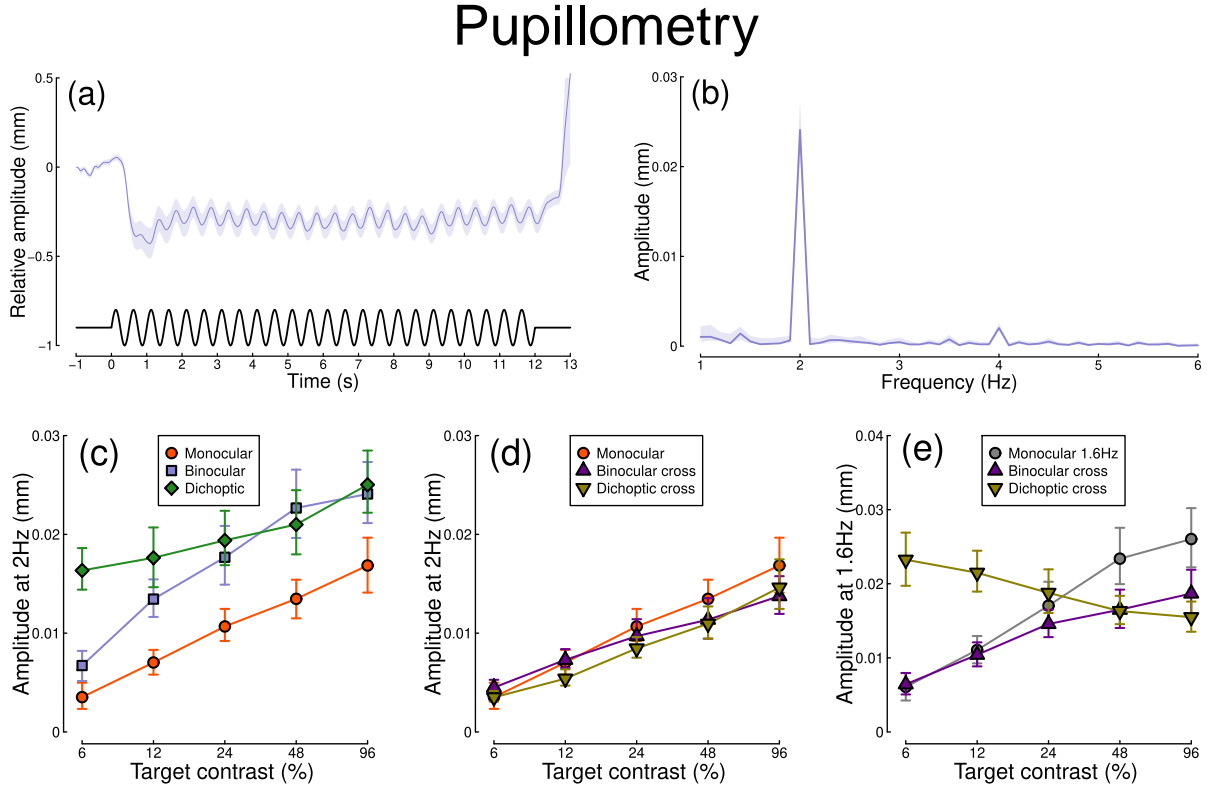 Pupillometry
(a)
0.5
0
−0.5
−1
Relative amplitude (mm)
−1 0 1 2 3 4 5 6 7 8 9 10 11 12 13
Time (s)
(b)
0.03
0.02
0.01
0
Amplitude (mm)
1 2 3 4 5 6
Frequency (Hz)
(c)
Monocular
Binocular
Dichoptic
0.03
0.02
0.01
0
Amplitude at 2Hz (mm)
6 12 24 48 96
Target contrast (%)
(d)
Monocular
Binocular cross
Dichoptic cross
0.03
0.02
0.01
0
Amplitude at 2Hz (mm)
6 12 24 48 96
Target contrast (%)
(e)
Monocular 1.6Hz
Binocular cross
Dichoptic cross
0.04
0.03
0.02
0.01
0
Amplitude at 1.6Hz (mm)
6 12 24 48 96
Target contrast (%)